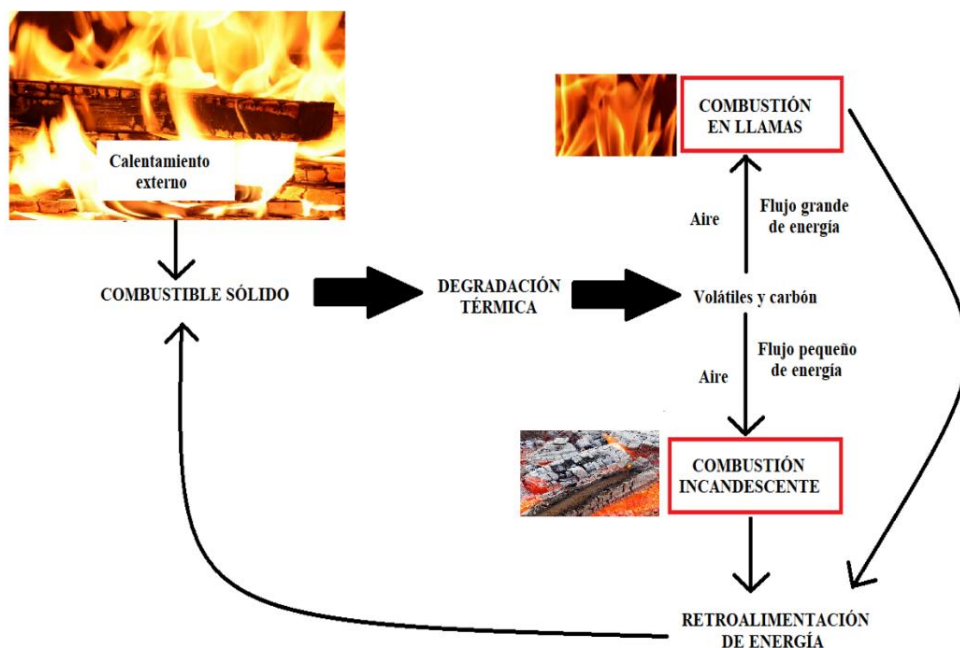 Calentamiento
externo
COMBUSTIBLE SÓLIDO
DEGRADACIÓN
TÉRMICA
Volátiles y carbón
COMBUSTIÓN
EN LLAMAS
Aire
Flujo grande
de energía
Aire
Flujo pequeño
de energía
COMBUSTIÓN
INCANDESCENTE
RETROALIMENTACIÓN
DE ENERGÍA